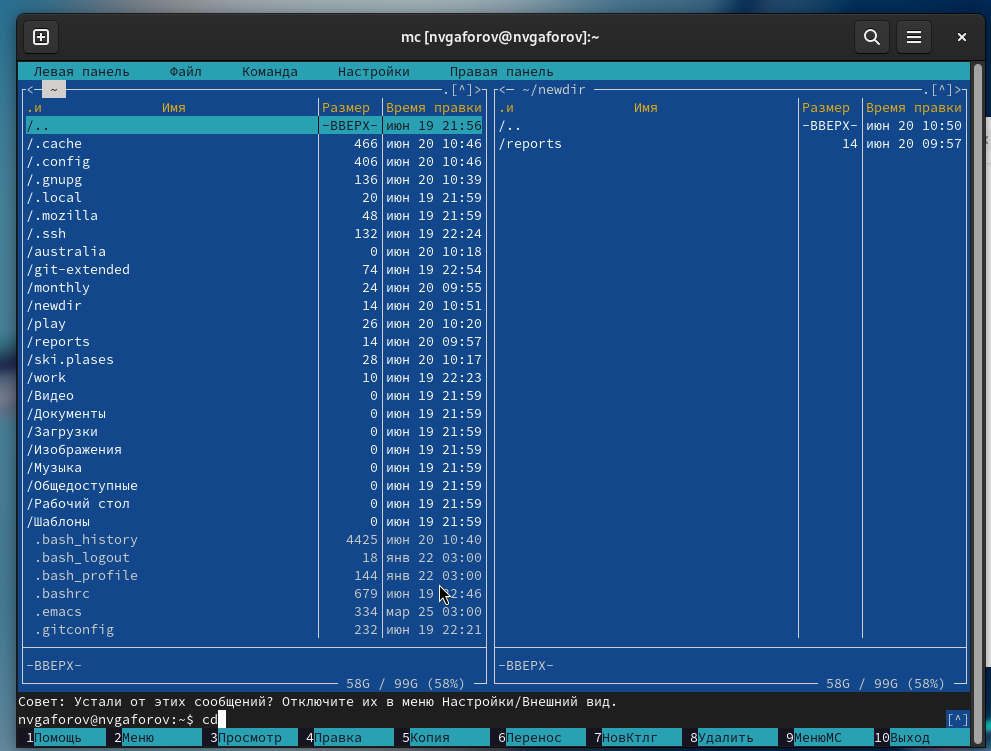 mc [nvgaforov@nvgaforov]:~
Левая панель Файл Команда Настройки Правая панель
<— ~ .[^]> <— ~/newdir .[^]>
.и Имя Размер Время правки .и Имя Размер Время правки
/.. -ВВЕРХ- июн 19 21:56 /.. -ВВЕРХ- июн 20 10:50
/.cache 466 июн 20 10:46 /reports 14 июн 20 09:57
/.config 406 июн 20 10:46
/.gnupg 136 июн 20 10:39
/.local 20 июн 19 21:59
/.mozilla 48 июн 19 21:59
/.ssh 132 июн 19 22:24
/australia 0 июн 20 10:18
/git-extended 74 июн 19 22:54
/monthly 24 июн 20 09:55
/newdir 14 июн 20 10:51
/play 26 июн 20 10:20
/reports 14 июн 20 09:57
/ski.plases 28 июн 20 10:17
/work 10 июн 19 22:23
/Видео 0 июн 19 21:59
/Документы 0 июн 19 21:59
/Загрузки 0 июн 19 21:59
/Изображения 0 июн 19 21:59
/Музыка 0 июн 19 21:59
/Общедоступные 0 июн 19 21:59
/Рабочий стол 0 июн 19 21:59
/Шаблоны 0 июн 19 21:59
.bash_history 4425 июн 20 10:40
.bash_logout 18 янв 22 03:00
.bash_profile 144 янв 22 03:00
.bashrc 679 июн 19
.emacs 334 мар 25 03:00
.gitconfig 232 июн 19 22:21
-ВВЕРХ- -ВВЕРХ-
58G / 99G (58%) 58G / 99G (58%)
Совет: Устали от этих сообщений? Отключите их в меню Настройки/Внешний вид.
nvgaforov@nvgaforov:~$ cd [^]
1Помощь 2Меню 3Просмотр 4Правка 5Копия 6Перенос 7НовКтлг 8Удалить 9МенюМС 10Выход